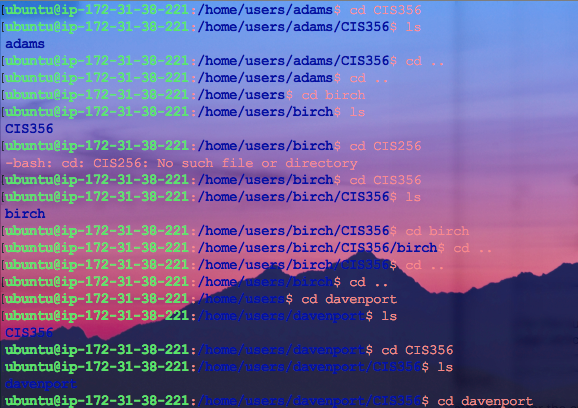 ubuntu@ip-172-31-38-221:/home/users/adams$ cd CIS356
ubuntu@ip-172-31-38-221:/home/users/adams/CIS356$ ls
adams
ubuntu@ip-172-31-38-221:/home/users/adams/CIS356$ cd ..
ubuntu@ip-172-31-38-221:/home/users/adams$ cd ..
ubuntu@ip-172-31-38-221:/home/users$ cd birch
ubuntu@ip-172-31-38-221:/home/users/birch$ ls
CIS356
ubuntu@ip-172-31-38-221:/home/users/birch$ cd CIS256
-bash: cd: CIS256: No such file or directory
ubuntu@ip-172-31-38-221:/home/users/birch$ cd CIS356
ubuntu@ip-172-31-38-221:/home/users/birch/CIS356$ ls
birch
ubuntu@ip-172-31-38-221:/home/users/birch/CIS356$ cd birch
ubuntu@ip-172-31-38-221:/home/users/birch/CIS356/birch$ cd ..
ubuntu@ip-172-31-38-221:/home/users/birch/CIS356$ cd ..
ubuntu@ip-172-31-38-221:/home/users/birch$ cd ..
ubuntu@ip-172-31-38-221:/home/users$ cd davenport
ubuntu@ip-172-31-38-221:/home/users/davenport$ ls
CIS356
ubuntu@ip-172-31-38-221:/home/users/davenport$ cd CIS356
ubuntu@ip-172-31-38-221:/home/users/davenport/CIS356$ ls
davenport
ubuntu@ip-172-31-38-221:/home/users/davenport/CIS356$ cd davenport